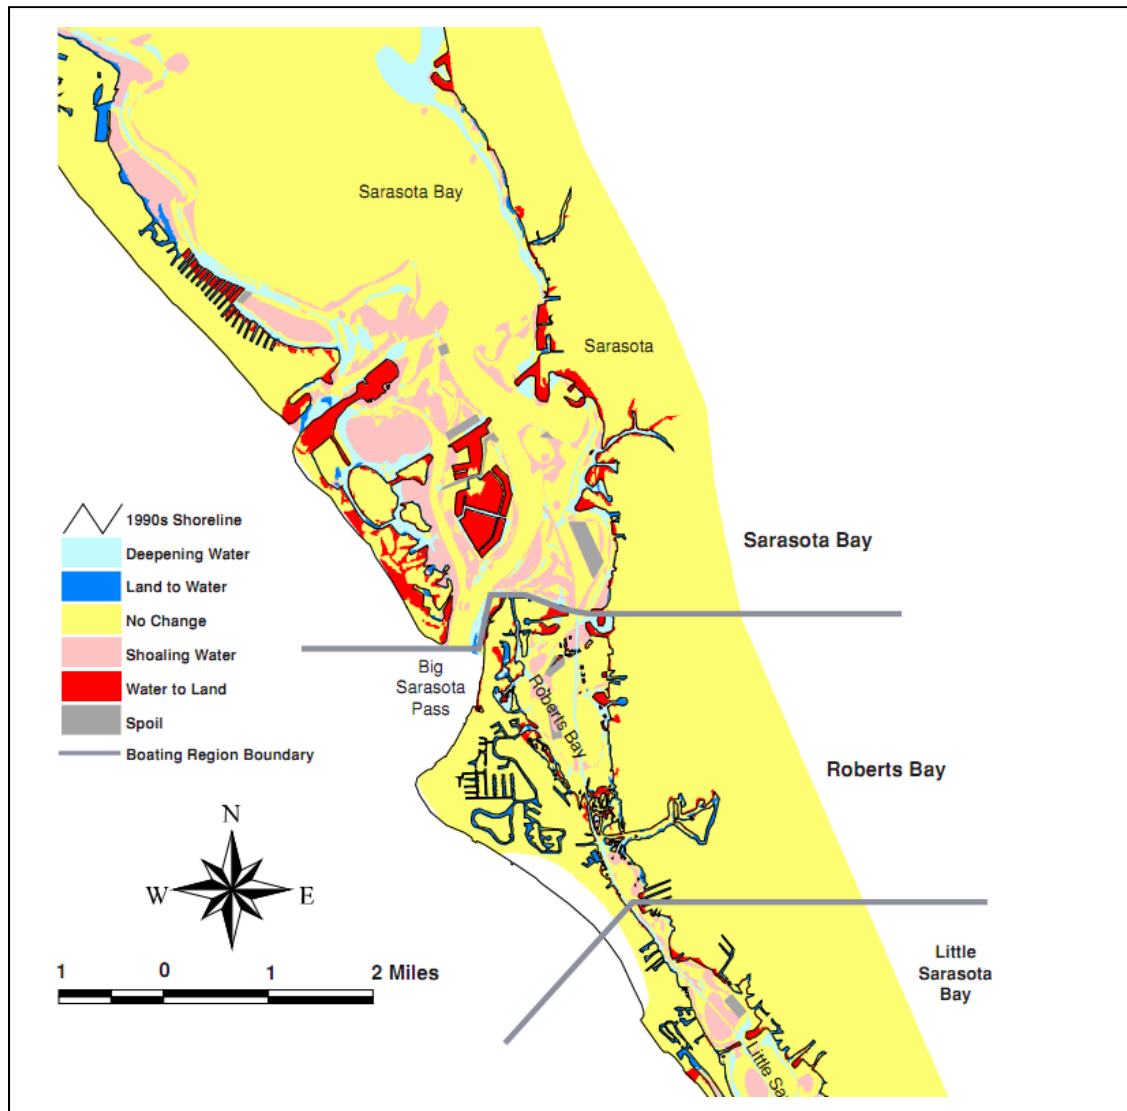 Sarasota Bay
Sarasota
1990s Shoreline
Deepening Water
Land to Water
No Change
Shoaling Water
Water to Land
Spoil
Boating Region Boundary
Sarasota Bay
Big
Sarasota
Pass
Roberts Bay
Roberts Bay
N
W E
S
1 0 1 2 Miles
Little
Sarasota
Bay
Little Sa